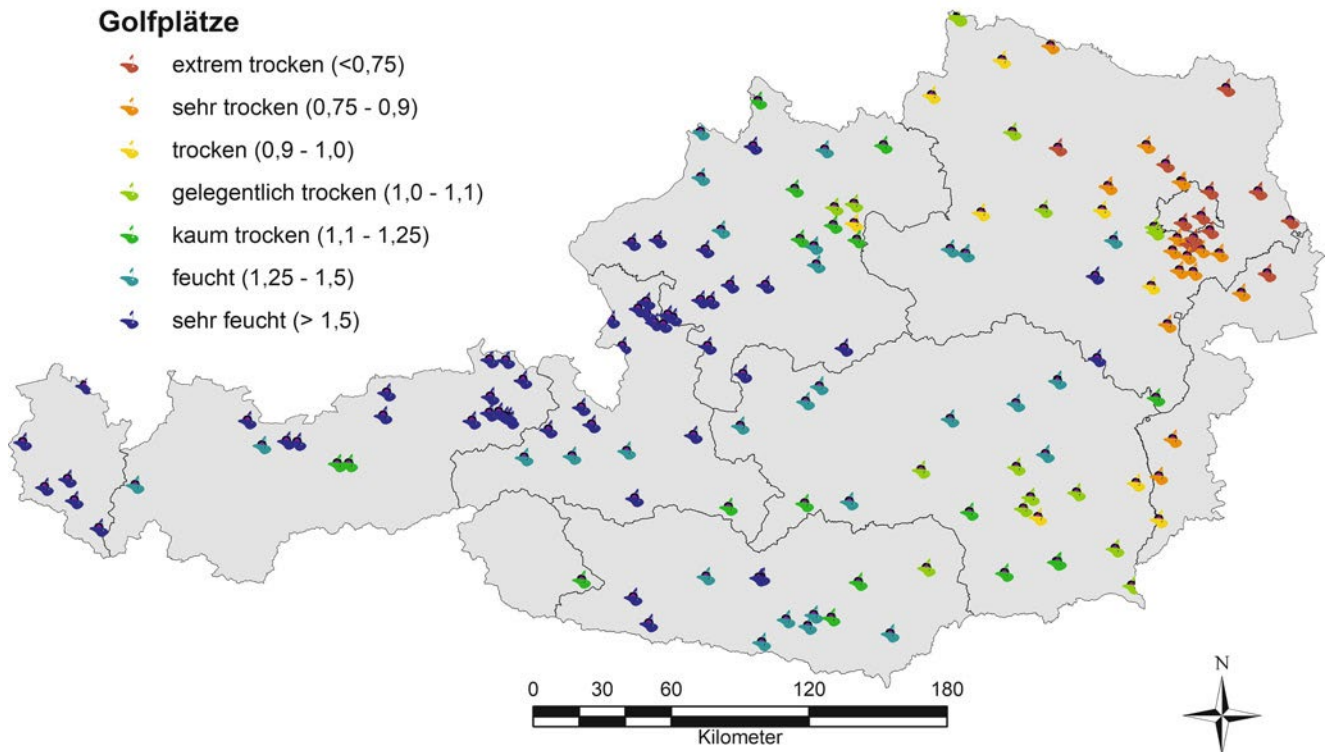 Golfplätze
extrem trocken (<0,75)
sehr trocken (0,75 - 0,9)
trocken (0,9 - 1,0)
gelegentlich trocken (1,0 - 1,1)
kaum trocken (1,1 - 1,25)
feucht (1,25 - 1,5)
sehr feucht (> 1,5)
0 30 60 120 180
Kilometer
N